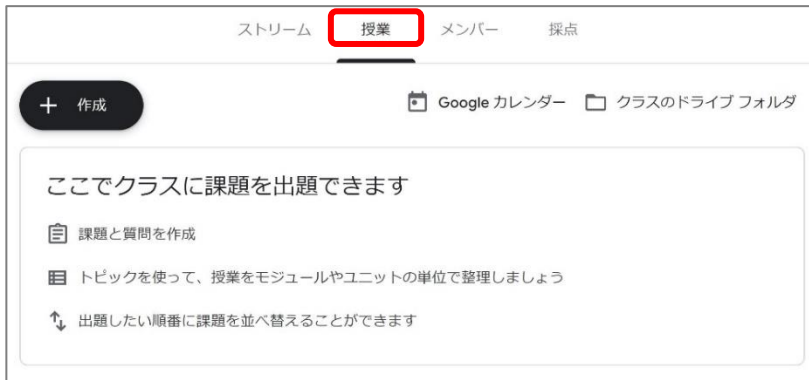 ストリーム 授業 メンバー 採点
作成 Google カレンダー クラスのドライブ フォルダ
ここでクラスに課題を出題できます
課題と質問を作成
トピックを使って、授業をモジュールやユニットの単位で整理しましょう
出題したい順番に課題を並べ替えることができます